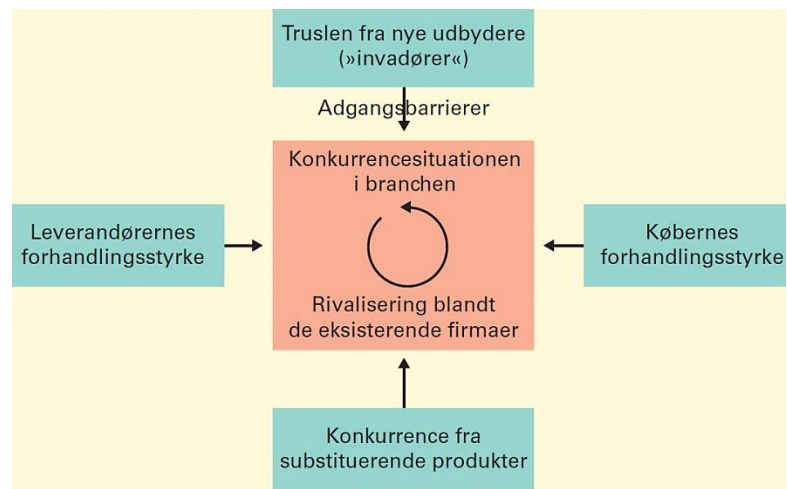 Truslen fra nye udbydere
(»invadører«)
Adgangsbarrierer
Konkurrencesituationen
i branchen
Leverandørernes
forhandlingsstyrke
Købernes
forhandlingsstyrke
Rivalisering blandt
de eksisterende firmaer
Konkurrence fra
substituerende produkter